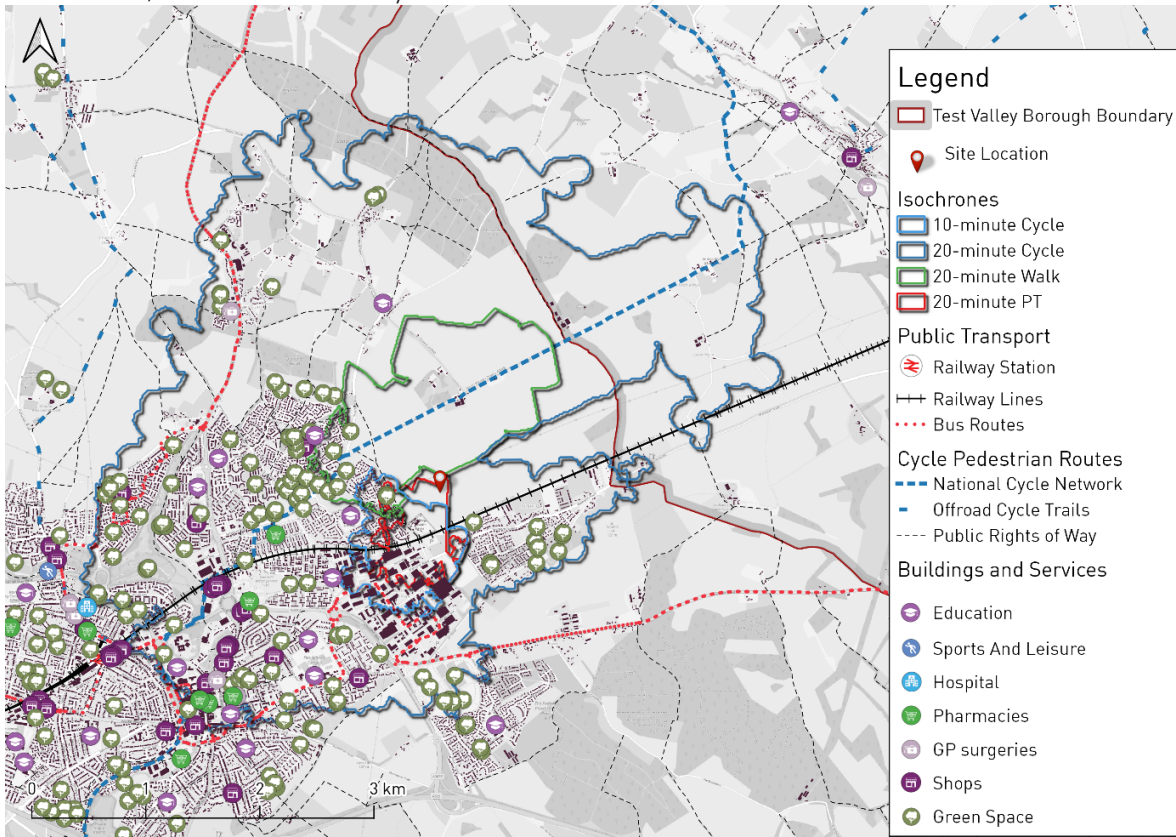 Legend
Test Valley Borough Boundary
Site Location
Isochrones
10-minute Cycle
20-minute Cycle
20-minute Walk
20-minute PT
Public Transport
Railway Station
Railway Lines
Bus Routes
Cycle Pedestrian Routes
National Cycle Network
Offroad Cycle Trails
Public Rights of Way
Buildings and Services
Education
Sports And Leisure
Hospital
Pharmacies
GP surgeries
Shops
Green Space
0 1 2 3 km